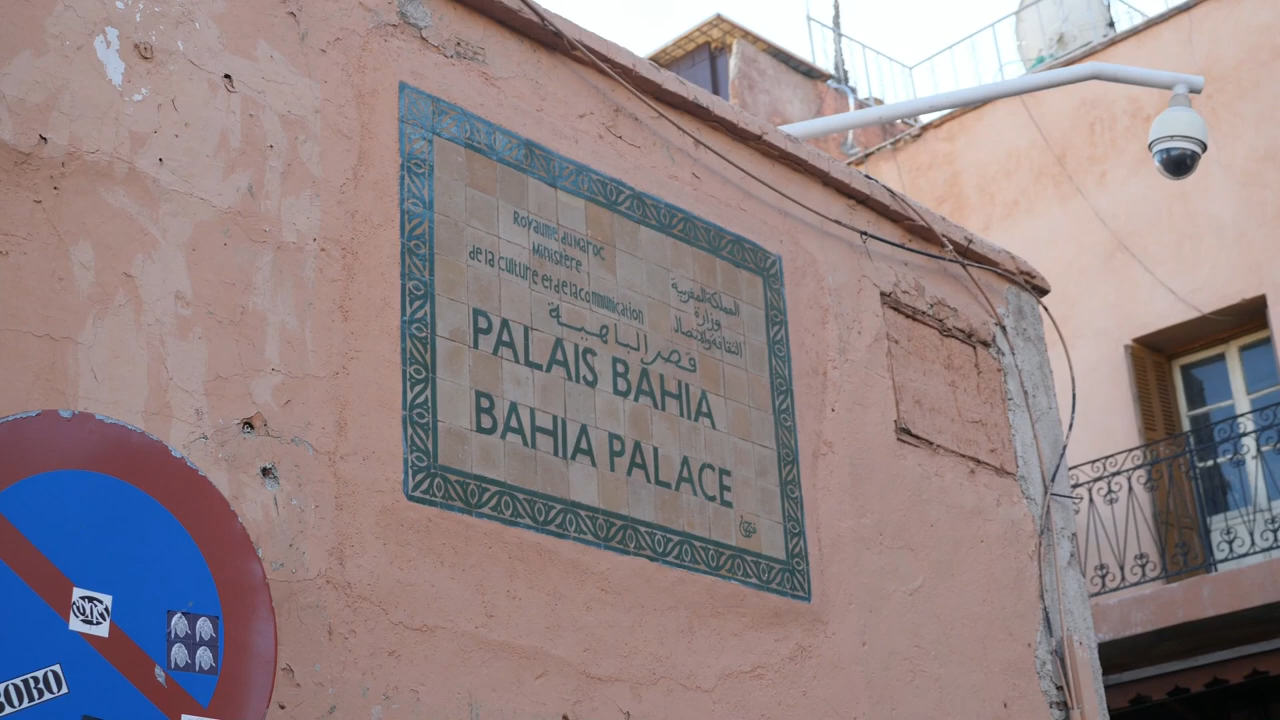 Royaume du Maroc
Ministère
de la culture et de la communication
المملكة المغربية
وزارة
الثقافة والاتصال
قصر الباهية
PALAIS BAHIA
BAHIA PALACE
BOBO